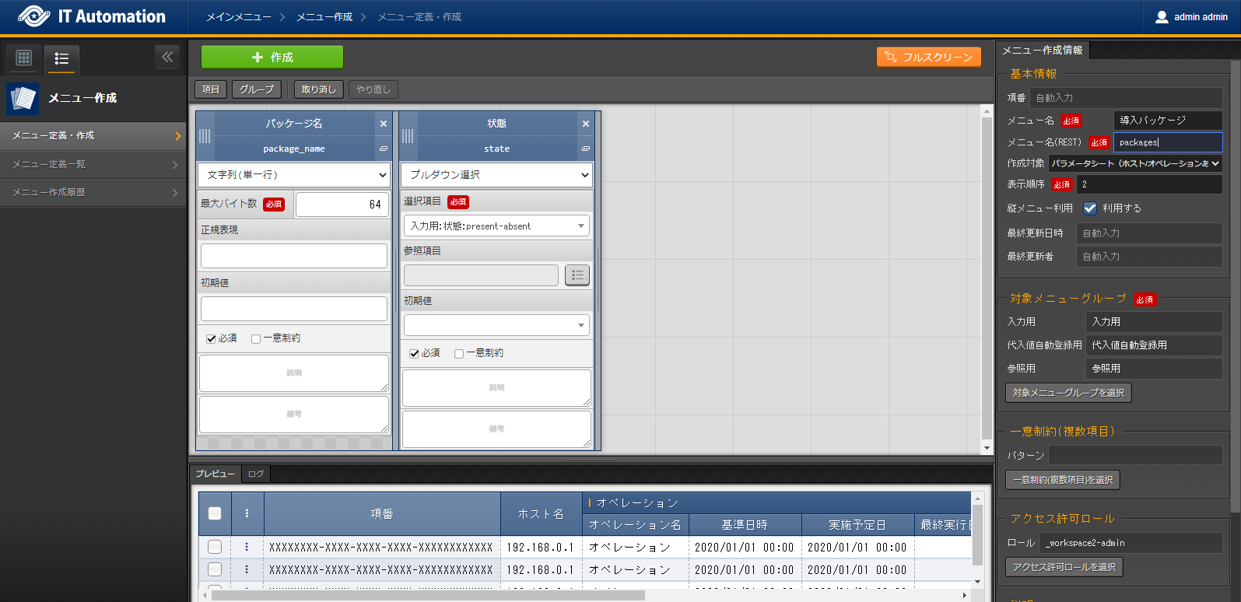 IT Automation
メインメニュー
メニュー作成
メニュー定義・作成
admin admin
メニュー作成
メニュー定義・作成
メニュー定義一覧
メニュー作成履歴
作成
フルスクリーン
項目
グループ
取り消し
やり直し
パッケージ名
package_name
文字列(単一行)
最大バイト数 必須 64
正規表現
初期値
必須 一意制約
説明
備考
状態
state
プルダウン選択
選択項目 必須
入力用:状態:present-absent
参照項目
初期値
必須 一意制約
説明
備考
メニュー作成情報
基本情報
項番 自動入力
メニュー名 必須 導入パッケージ
メニュー名(REST) 必須 packages
作成対象 パラメータシート(ホスト/オペレーションあ
表示順序 必須 2
縦メニュー利用 利用する
最終更新日時 自動入力
最終更新者 自動入力
対象メニューグループ 必須
入力用 入力用
代入値自動登録用 代入値自動登録用
参照用 参照用
対象メニューグループを選択
一意制約(複数項目)
パターン
一意制約(複数項目)を選択
アクセス許可ロール
ロール _workspace2-admin
アクセス許可ロールを選択
プレビュー ログ
項番 ホスト名 オペレーション
オペレーション名 基準日時 実施予定日 最終実行日
XXXXXXXX-XXXX-XXXX-XXXX-XXXXXXXXXXXX 192.168.0.1 オペレーション 2020/01/01 00:00 2020/01/01 00:00
XXXXXXXX-XXXX-XXXX-XXXX-XXXXXXXXXXXX 192.168.0.1 オペレーション 2020/01/01 00:00 2020/01/01 00:00